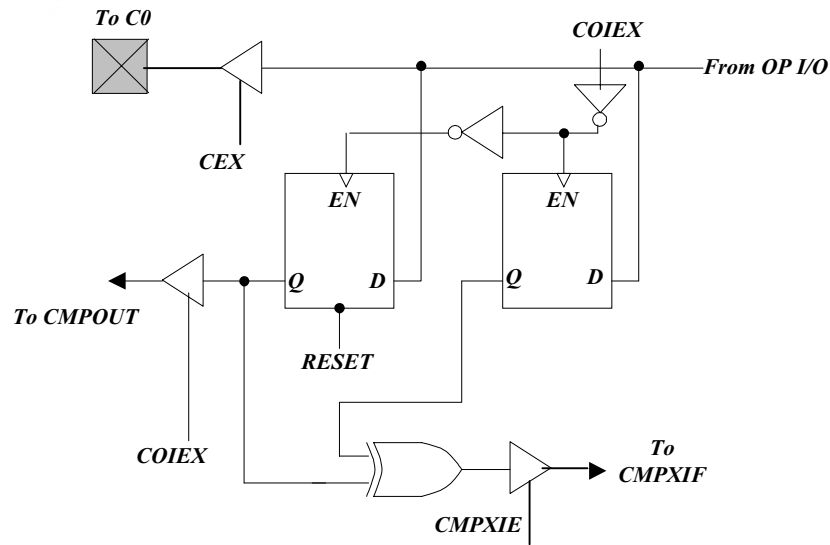 To C0
COIEX
From OP I/O
CEX
EN
EN
Q
D
Q
D
To CMPOUT
RESET
COIEX
To
CMPXIF
CMPXIE